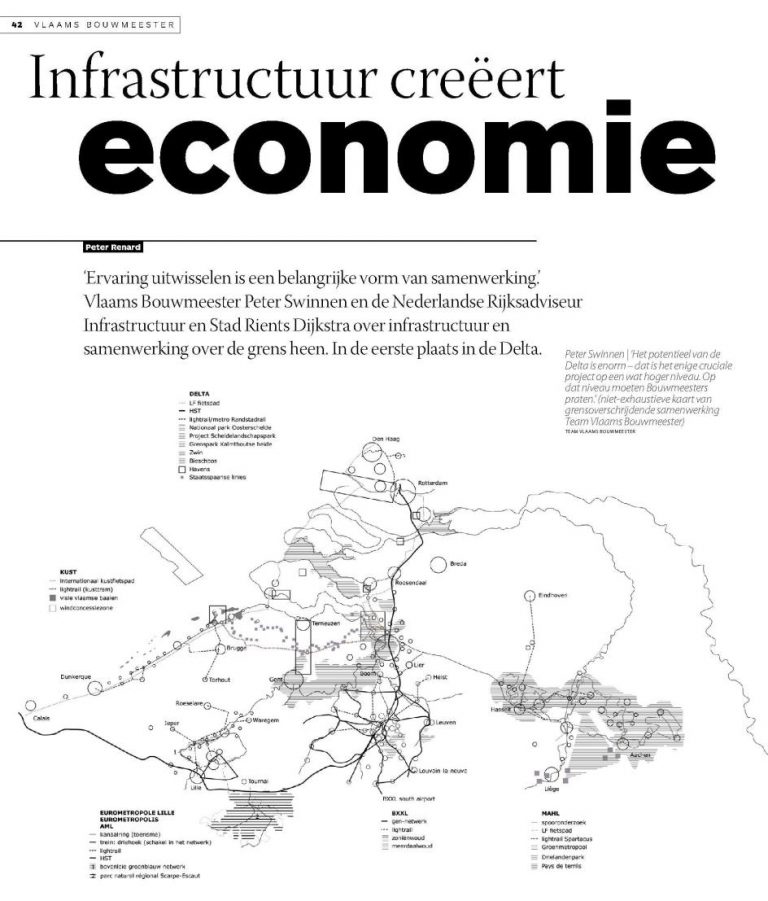 42 VLAAMS BOUWMEESTER
Infrastructuur creëert
economie
Peter Renard
‘Ervaring uitwisselen is een belangrijke vorm van samenwerking.’
Vlaams Bouwmeester Peter Swinnen en de Nederlandse Rijksadviseur
Infrastructuur en Stad Rients Dijkstra over infrastructuur en
samenwerking over de grens heen. In de eerste plaats in de Delta.
Peter Swinnen | ‘Het potentieel van de
Delta is enorm – dat is het enige cruciale
project op een wat hoger niveau. Op
dat niveau moeten Bouwmeesters
praten.’ (niet-exhaustieve kaart van
grensoverschrijdende samenwerking
Team Vlaams Bouwmeester)
TEAM VLAAMS BOUWMEESTER
DELTA
LF fietspad
HST
lightrail/metro Randstadrail
Nationaal park Oosterschelde
Project Scheldelandschapspark
Grenspark Kalmthoutse heide
Zwin
Bieschbos
Havens
Staatsspaanse linies
Den Haag
Rotterdam
Breda
Roosendaal
Eindhoven
KUST
internationaal kustfietspad
lightrail (kusttram)
visie vlaamse baaien
windconcessiezone
Terneuzen
Brugge
Lier
Dunkerque
Torhout
Gent
Boom
Heist
Roeselare
Hasselt
Calais
Ieper
Waregem
Leuven
Aachen
Lille
Tournai
Louvain la neuve
Liège
BXXL south airport
EUROMETROPOLE LILLE
EUROMETROPOLIS
AML
kanaalring (toerisme)
trein: driehoek (schakel in het netwerk)
lightrail
HST
bovenlole groenblauw netwerk
parc naturel régional Scarpe-Escaut
BXXL
gen-netwerk
lightrail
zoniënwoud
meerdaalwoud
MAHL
spooronderzoek
LF fietspad
lightrail Spartacus
Groenmetropool
Drielandenpark
Pays de terrils